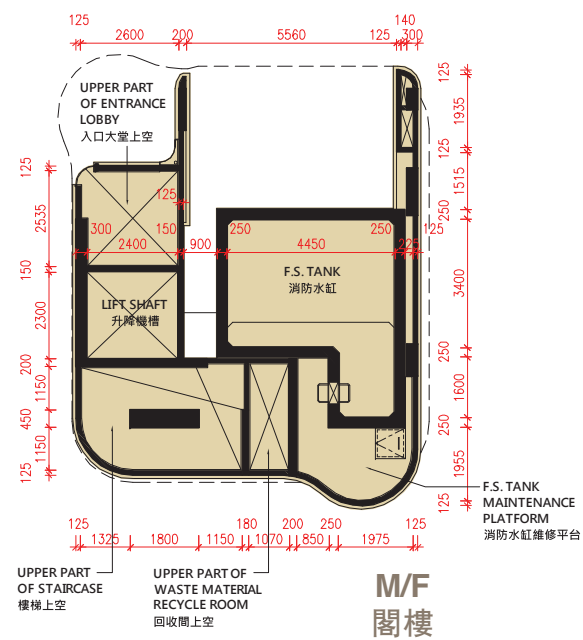 125
140
2600
200
5560
125
300
UPPER PART
OF ENTRANCE
LOBBY
入口大堂上空
125
1935
125
1515
250
125
3400
250
1600
250
1955
125
125
2535
150
2300
200
1150
450
1150
125
125
300
150
2400
900
250
4450
250
225
F.S. TANK
消防水缸
LIFT SHAFT
升降機槽
F.S. TANK
MAINTENANCE
PLATFORM
消防水缸維修平台
125
180
200
250
125
1325
1800
1150
1070
850
1975
UPPER PART
OF STAIRCASE
樓梯上空
UPPER PART OF
WASTE MATERIAL
RECYCLE ROOM
回收間上空
M/F
閣樓